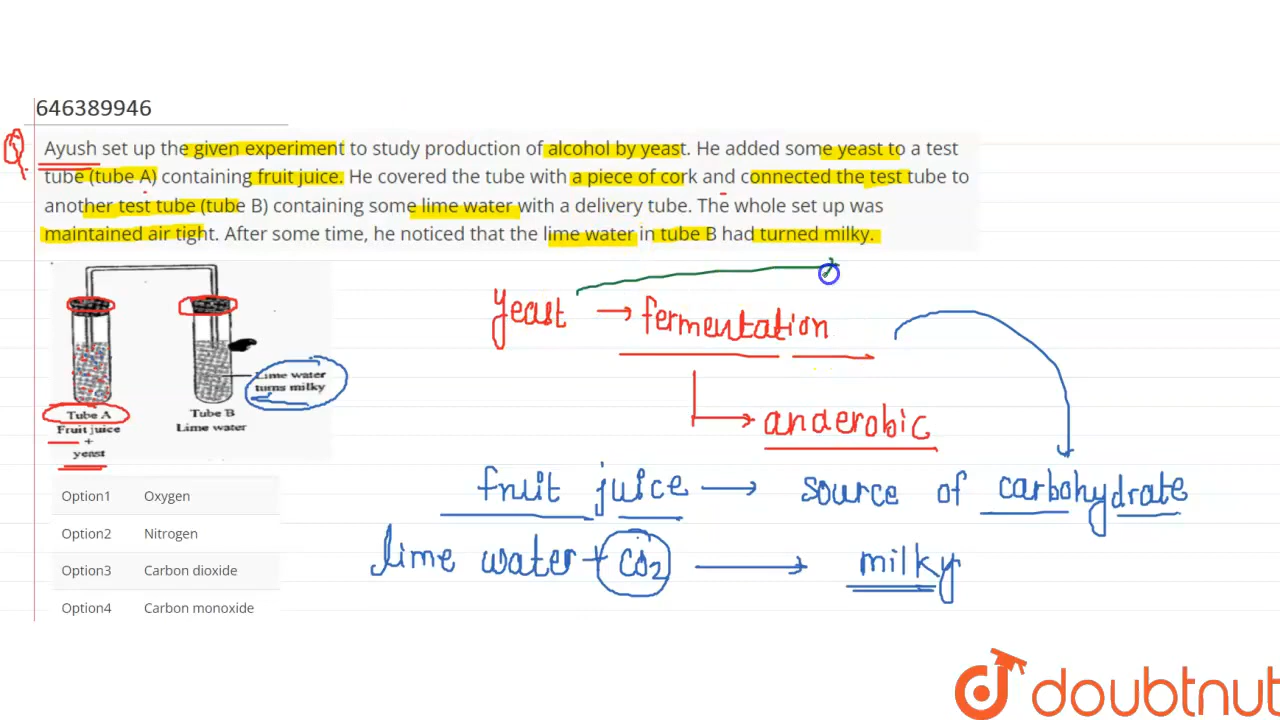 646389946
Q.
Ayush set up the given experiment to study production of alcohol by yeast. He added some yeast to a test
tube (tube A) containing fruit juice. He covered the tube with a piece of cork and connected the test tube to
another test tube (tube B) containing some lime water with a delivery tube. The whole set up was
maintained air tight. After some time, he noticed that the lime water in tube B had turned milky.
yeast → fermentation
Lime water
turns milky
Tube A
Fruit juice
+
yeast
Tube B
Lime water
anderobic
fruit juice → source of carbohydrate
lime water + co2 → milky
Option1 Oxygen
Option2 Nitrogen
Option3 Carbon dioxide
Option4 Carbon monoxide
doubtnut